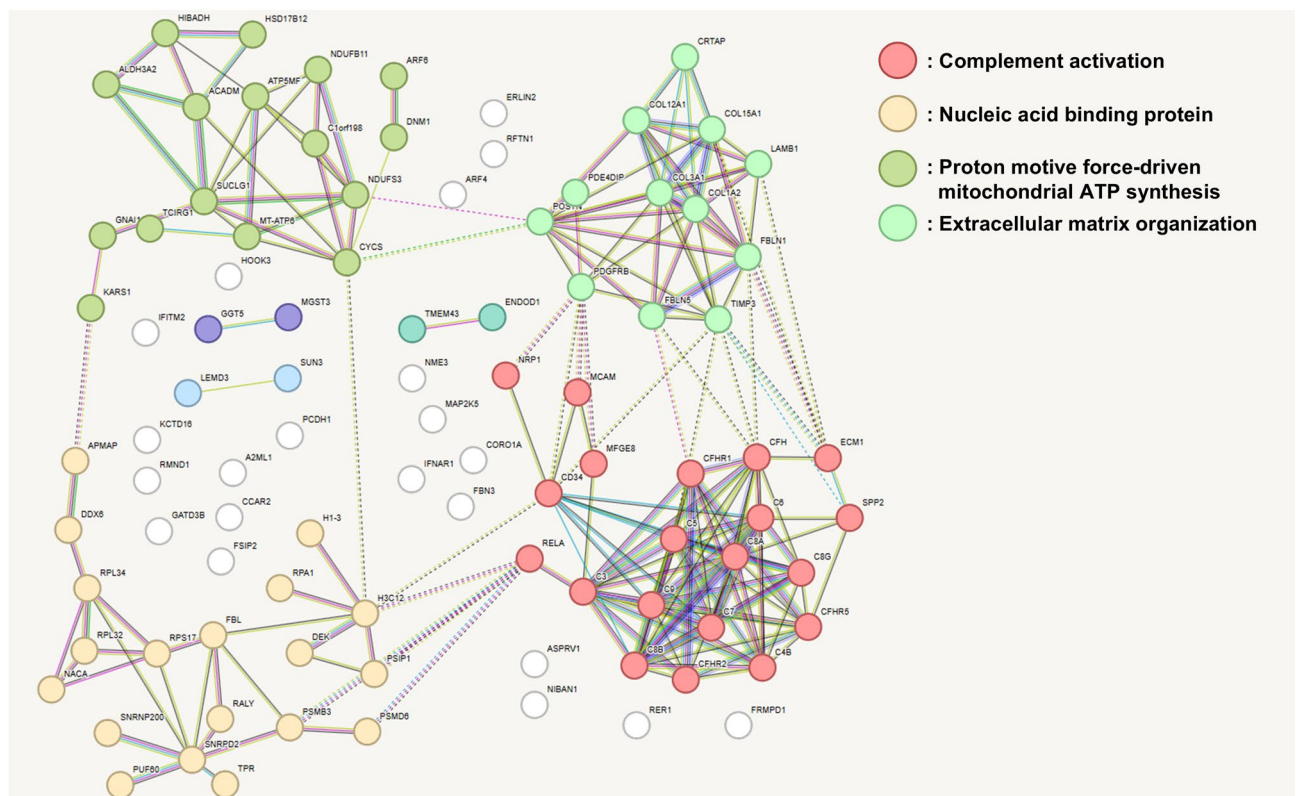 HIBADH
HSD17B12
ALDH3A2
ACADM
ATP5MF
NDUFB11
ARF6
C1orf198
DNM1
SUCLG1
NDUFS3
TCIRG1
GNAI1
MT-ATP6
CYCS
KARS1
HOOK3
ERLIN2
RFTN1
ARF4
CRTAP
COL12A1
COL15A1
LAMB1
PDE4DIP
COL3A1
COL1A2
POSTN
FBLN1
PDGFRB
FBLN5
TIMP3
: Complement activation
: Nucleic acid binding protein
: Proton motive force-driven
mitochondrial ATP synthesis
: Extracellular matrix organization
IFITM2
GGT5
MGST3
TMEM43
ENDOD1
LEMD3
SUN3
NME3
NRP1
MCAM
MAP2K5
KCTD16
PCDH1
APMAP
RMND1
A2ML1
CORO1A
IFNAR1
MFGE8
CD34
FBN3
CCAR2
GATD3B
FSIP2
CFHR1
CFH
ECM1
C6
SPP2
C5
C8A
C8G
DDX6
H1-3
RELA
C3
C9
C7
CFHR5
RPL34
RPA1
H3C12
RPL32
RPS17
FBL
DEK
PSIP1
NACA
C8B
CFHR2
C4B
ASPRV1
NIBAN1
RER1
FRMPD1
RALY
PSMB3
PSMD6
SNRNP200
SNRPD2
PUF60
TPR